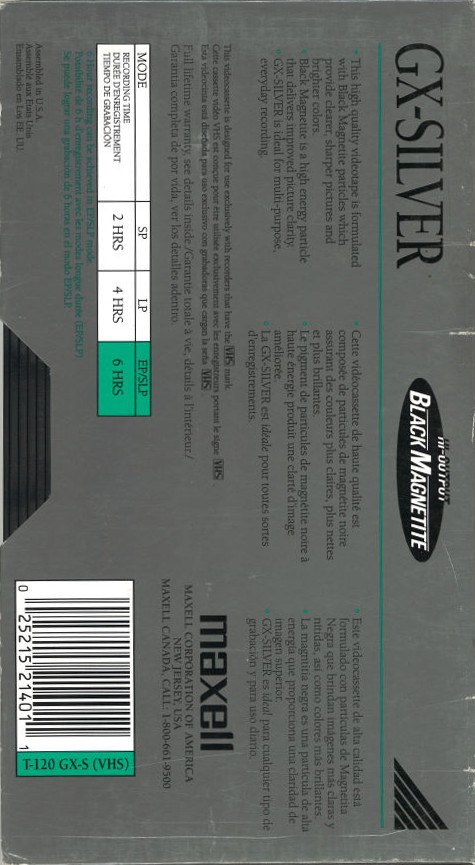 GX-SILVER
HI-OUTPUT
BLACK MAGNETITE
• This high quality videotape is formulated
with Black Magnetite particles which
provide clearer, sharper pictures and
brighter colors.
• Black Magnetite is a high energy particle
that delivers improved picture clarity.
• GX-SILVER is ideal for multi-purpose,
everyday recording.
• Cette vidéocassette de haute qualité est
composée de particules de magnétite noire
assurant des couleurs plus claires, plus nettes
et plus brillantes.
• Le pigment de particules de magnétite noire à
haute énergie produit une clarté d'image
améliorée.
• La GX-SILVER est idéale pour toutes sortes
d'enregistrements.
• Este videocassette de alta calidad está
formulado con partículas de Magnetita
Negra que brindan imágenes más claras y
nítidas, así como colores más brillantes.
• La magnitita negra es una partícula de alta
energía que proporciona una claridad de
imagen superior.
• GX-SILVER es ideal para cualquier tipo de
grabación y para uso diario.
This videocassette is designed for use exclusively with recorders that have the VHS mark.
Cette cassette vidéo VHS est conçue pour être utilisée exclusivement avec les enregistreurs portant le signe VHS.
Esta videocinta está diseñada para uso exclusivo con grabadoras que cargan la seña VHS.
Full lifetime warranty, see details inside./Garantie totale à vie, détails à l'intérieur./
Garantía completa de por vida, ver los detalles adentro.
MODE SP LP EP/SLP
RECORDING TIME
DURÉE D'ENREGISTREMENT
TIEMPO DE GRABACION
2 HRS 4 HRS 6 HRS
6 Hour recording can be achieved in EP/SLP mode.
Possibilité de 6 h d'enregistrement avec les modes longue durée (EP/SLP).
Se puede lograr una grabación de 6 horas en el modo EP/SLP.
Assembled in U.S.A.
Assemblé aux États Unis.
Ensamblado en Los EE. UU.
maxell
MAXELL CORPORATION OF AMERICA
NEW JERSEY, USA
MAXELL CANADA, CALL: 1-800-661-9500
0 25215 21401 1
T-120 GX-S (VHS)